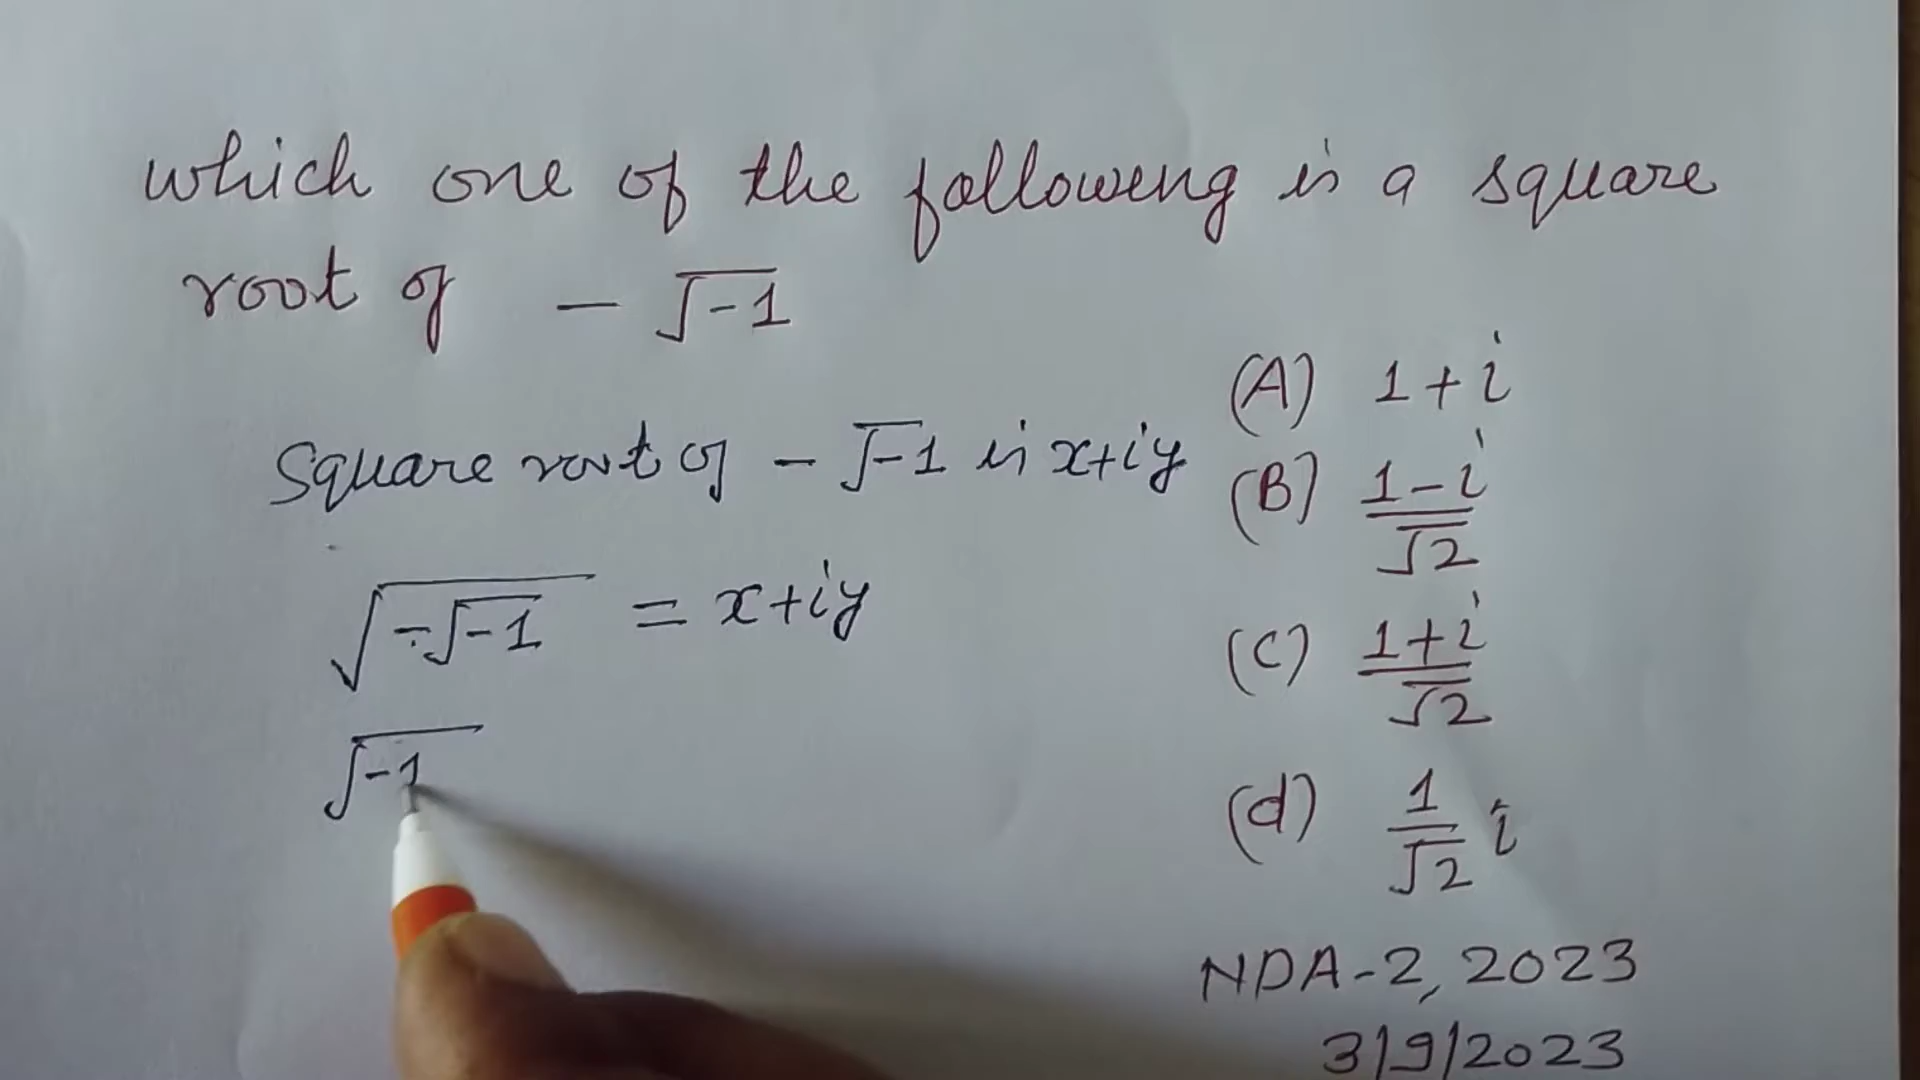 which one of the following is a square
root of - √-1
(A) 1+i
Square root of - √-1 is x+iy
(B) 1-i/√2
√-√-1 = x+iy
(C) 1+i/√2
√-1
(d) 1/√2 i
NDA-2, 2023
3/9/2023